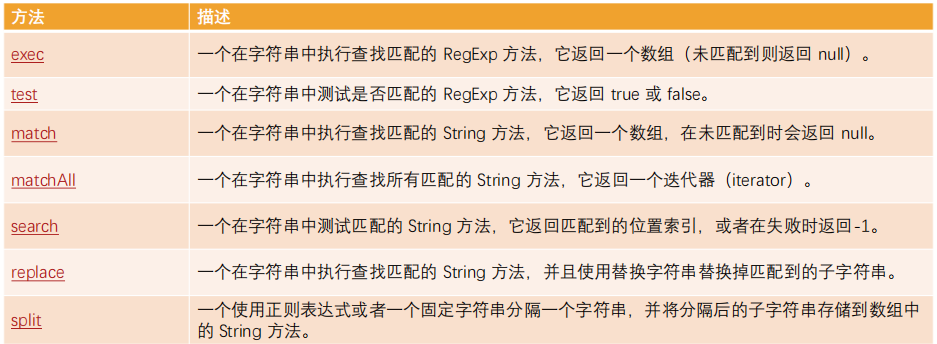 方法 描述
exec 一个在字符串中执行查找匹配的 RegExp 方法，它返回一个数组（未匹配到则返回 null）。
test 一个在字符串中测试是否匹配的 RegExp 方法，它返回 true 或 false。
match 一个在字符串中执行查找匹配的 String 方法，它返回一个数组，在未匹配到时会返回 null。
matchAll 一个在字符串中执行查找所有匹配的 String 方法，它返回一个迭代器（iterator）。
search 一个在字符串中测试匹配的 String 方法，它返回匹配到的位置索引，或者在失败时返回-1。
replace 一个在字符串中执行查找匹配的 String 方法，并且使用替换字符串替换掉匹配到的子字符串。
split 一个使用正则表达式或者一个固定字符串分隔一个字符串，并将分隔后的子字符串存储到数组中
的 String 方法。